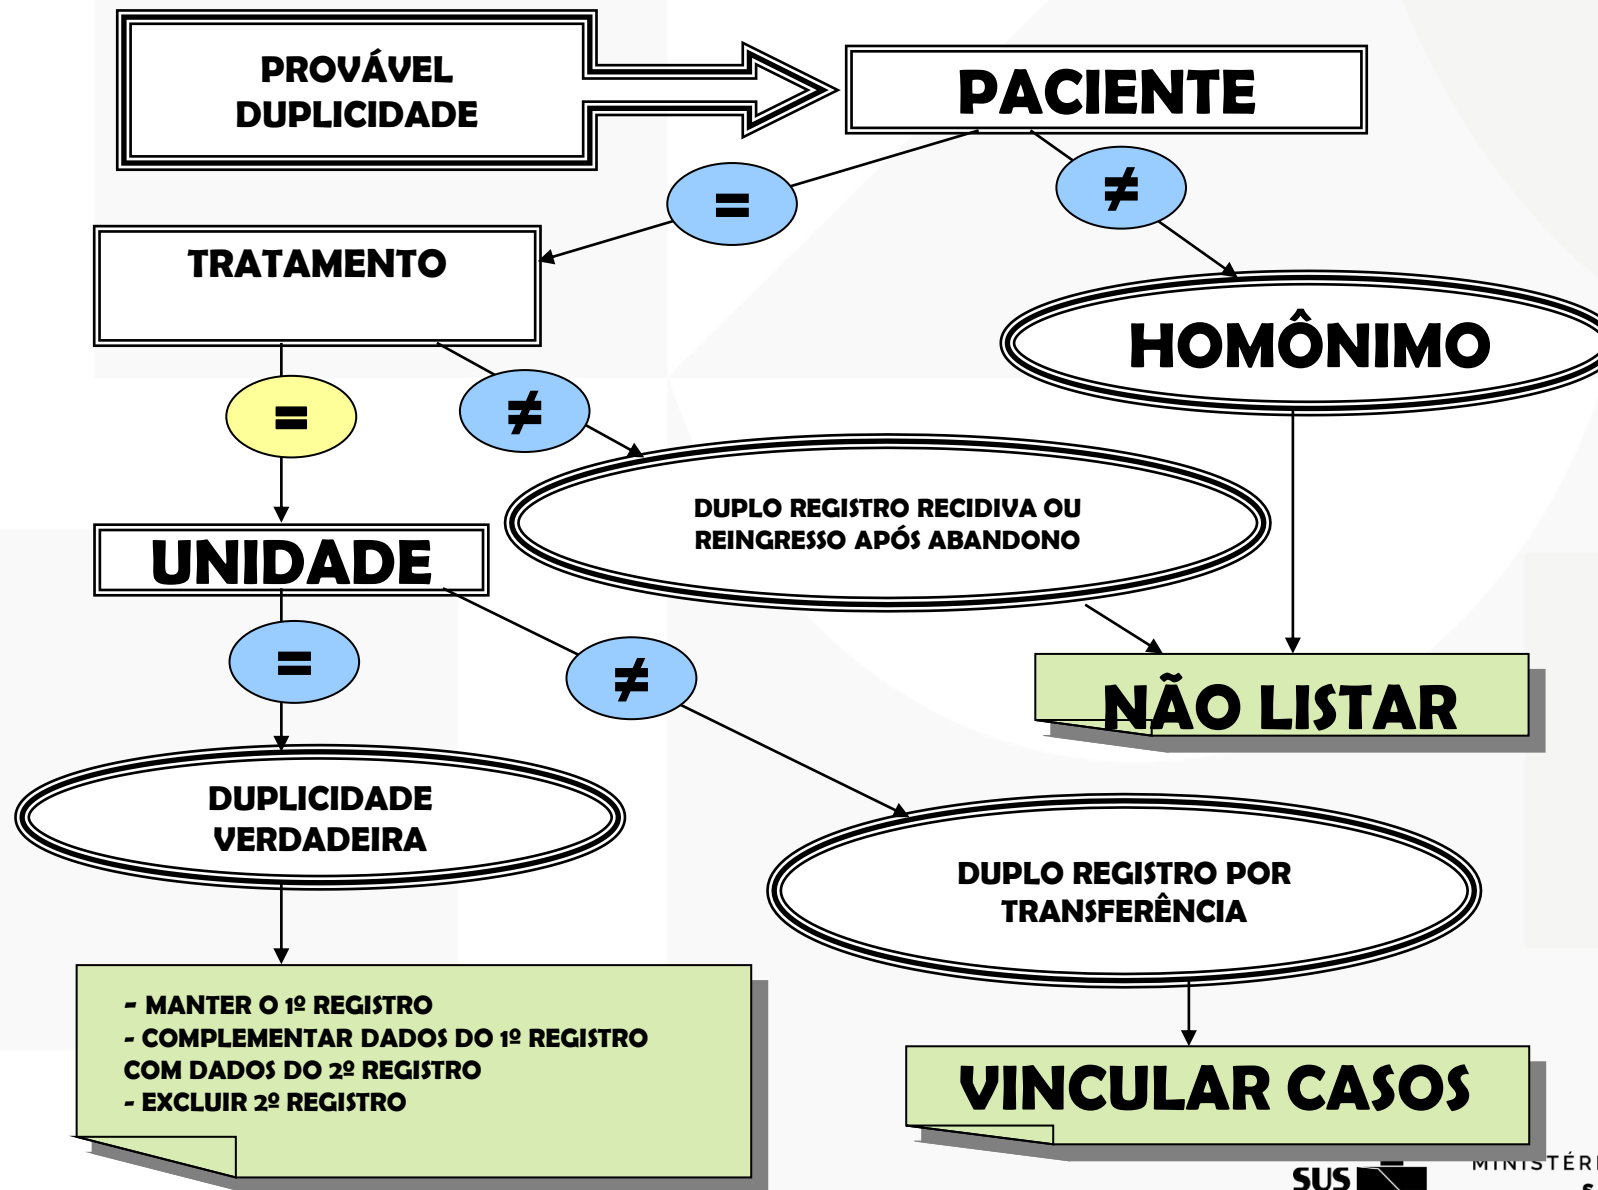 PROVÁVEL
DUPLICIDADE
PACIENTE
=
≠
TRATAMENTO
HOMÔNIMO
=
≠
DUPLO REGISTRO RECIDIVA OU
REINGRESSO APÓS ABANDONO
UNIDADE
=
≠
NÃO LISTAR
DUPLICIDADE
VERDADEIRA
DUPLO REGISTRO POR
TRANSFERÊNCIA
- MANTER O 1º REGISTRO
- COMPLEMENTAR DADOS DO 1º REGISTRO
COM DADOS DO 2º REGISTRO
- EXCLUIR 2º REGISTRO
VINCULAR CASOS
SUS